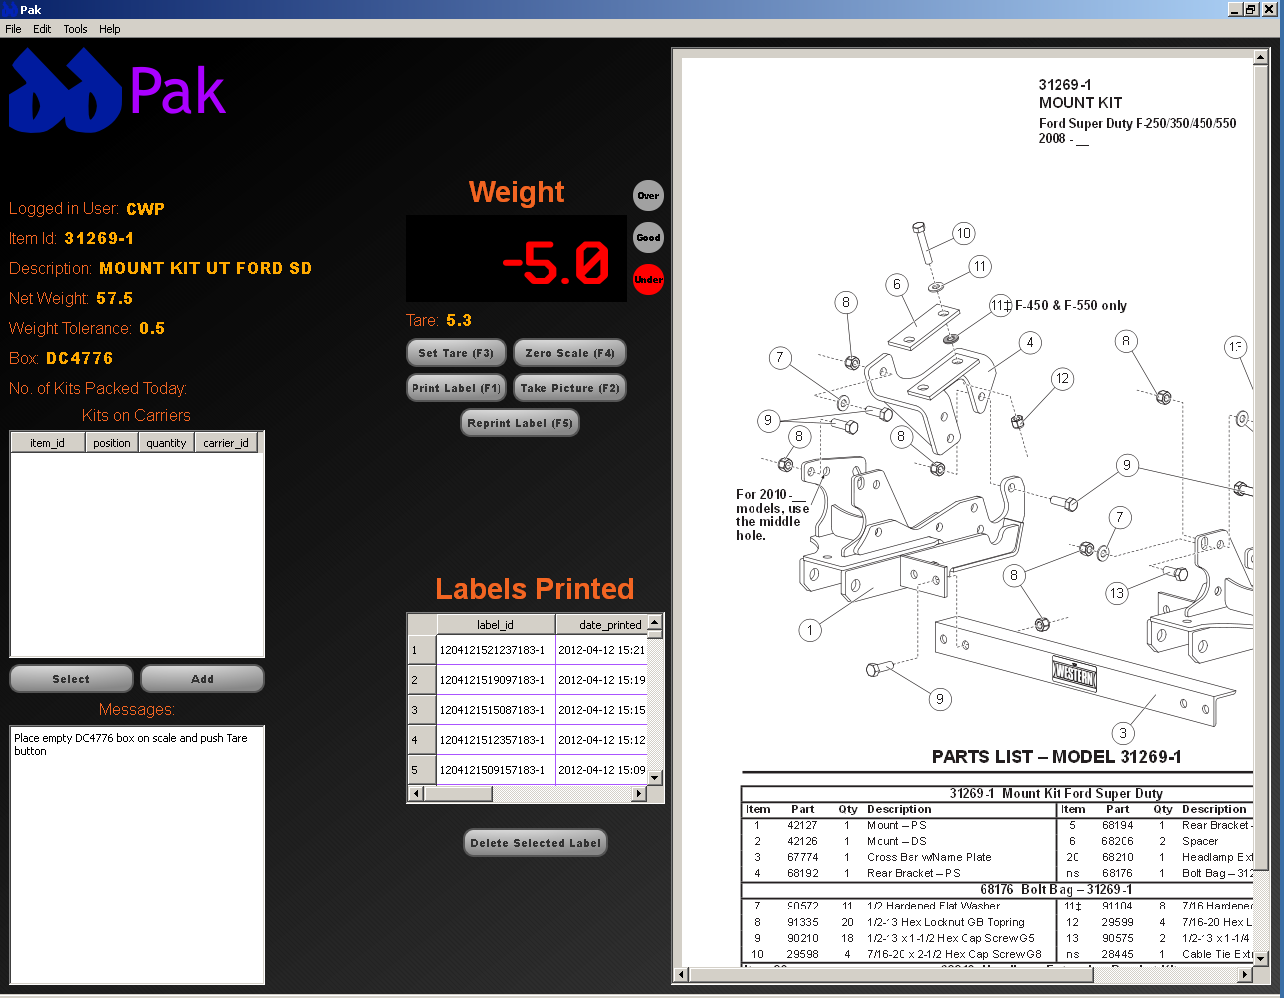 Pak
File Edit Tools Help
Pak
Logged in User: CWP
Item Id: 31269-1
Description: MOUNT KIT UT FORD SD
Net Weight: 57.5
Weight Tolerance: 0.5
Box: DC4776
No. of Kits Packed Today:
Kits on Carriers
item_id position quantity carrier_id
Select Add
Messages:
Place empty DC4776 box on scale and push Tare
button
Weight
-5.0
Over
Good
Under
Tare: 5.3
Set Tare (F3) Zero Scale (F4)
Print Label (F1) Take Picture (F2)
Reprint Label (F5)
Labels Printed
label_id date_printed
1 1204121521237183-1 2012-04-12 15:21
2 1204121519097183-1 2012-04-12 15:19
3 1204121515087183-1 2012-04-12 15:15
4 1204121512357183-1 2012-04-12 15:12
5 1204121509157183-1 2012-04-12 15:09
Delete Selected Label
31269-1
MOUNT KIT
Ford Super Duty F-250/350/450/550
2008 - __
10
11
6
8
11‡ F-450 & F-550 only
4
8
7
12
9
8
8
9
For 2010-__
models, use
the middle
hole.
7
8
13
1
9
WESTERN
3
PARTS LIST – MODEL 31269-1
31269-1 Mount Kit Ford Super Duty
Item Part Qty Description Item Part Qty Description
1 42127 1 Mount – PS 5 68194 1 Rear Bracket -
2 42126 1 Mount – DS 6 68206 2 Spacer
3 67774 1 Cross Bar w/Name Plate 20 68210 1 Headlamp Ext
4 68192 1 Rear Bracket – PS ns 68176 1 Bolt Bag – 312
68176 Bolt Bag – 31269-1
7 90572 11 1/2 Hardened Flat Washer 11‡ 91104 8 7/16 Hardened
8 91335 20 1/2-13 Hex Locknut GB Topring 12 29599 4 7/16-20 Hex L
9 90210 18 1/2-13 x 1-1/2 Hex Cap Screw G5 13 90575 2 1/2-13 x 1-1/4
10 29598 4 7/16-20 x 2-1/2 Hex Cap Screw G8 ns 28445 1 Cable Tie Extr